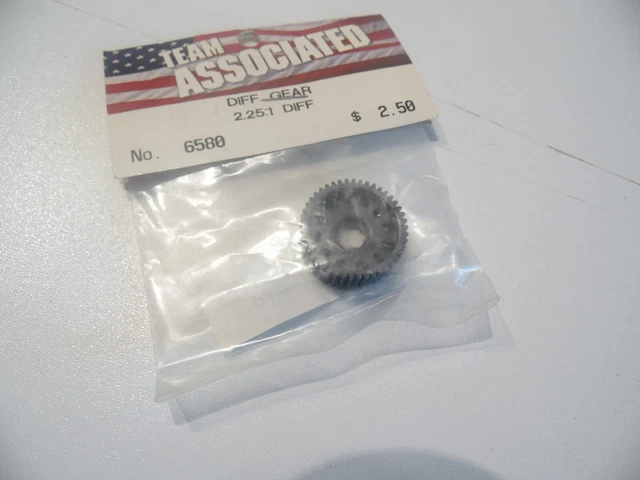 TEAM
ASSOCIATED
DIFF GEAR
2.25:1 DIFF
No. 6580 $ 2.50